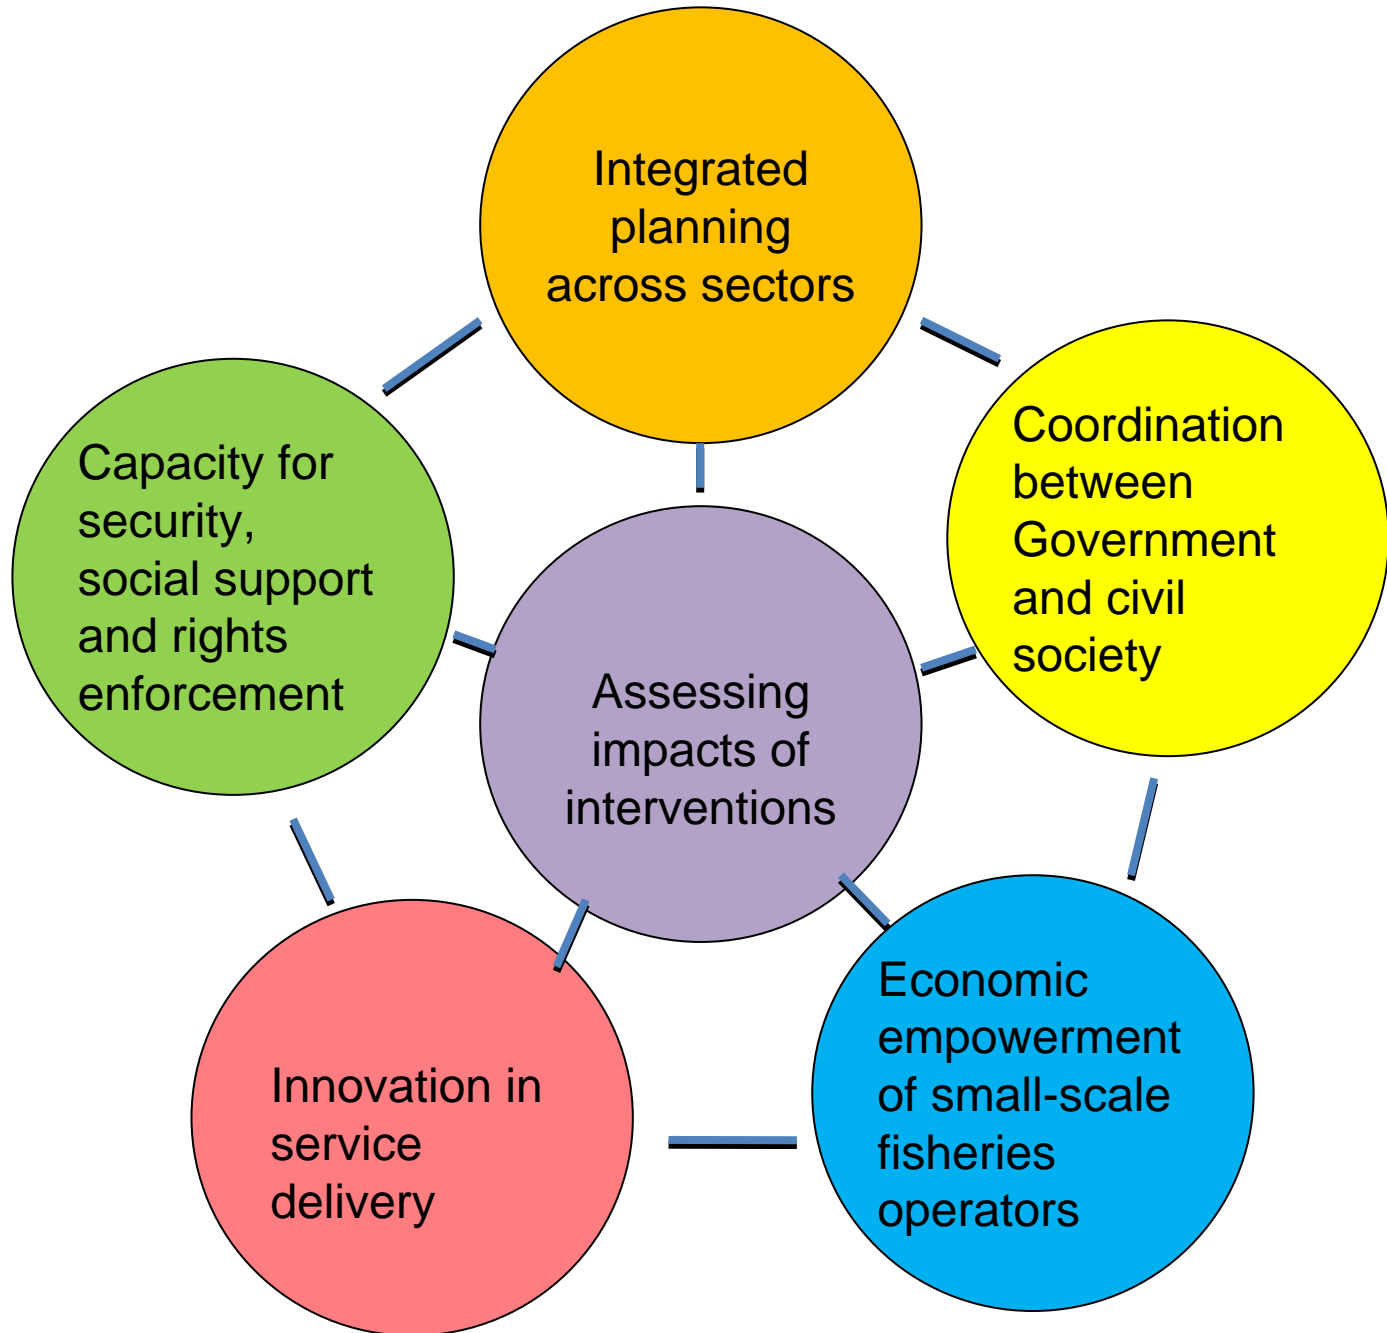 Integrated
planning
across sectors
Coordination
between
Government
and civil
society
Capacity for
security,
social support
and rights
enforcement
Assessing
impacts of
interventions
Economic
empowerment
of small-scale
fisheries
operators
Innovation in
service
delivery